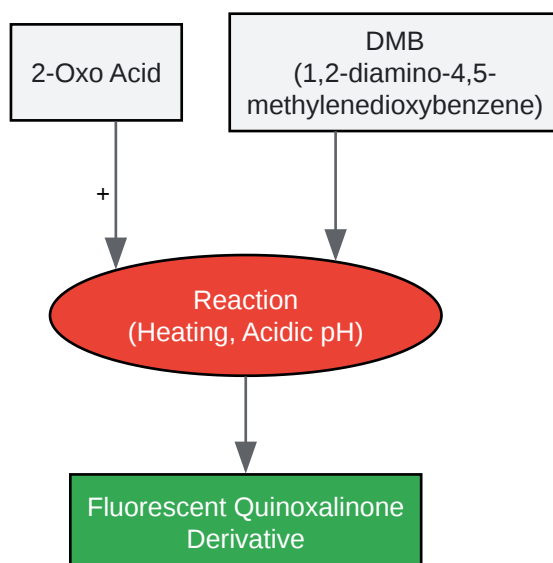 2-Oxo Acid
DMB
(1,2-diamino-4,5-
methylenedioxybenzene)
+
Reaction
(Heating, Acidic pH)
Fluorescent Quinoxalinone
Derivative